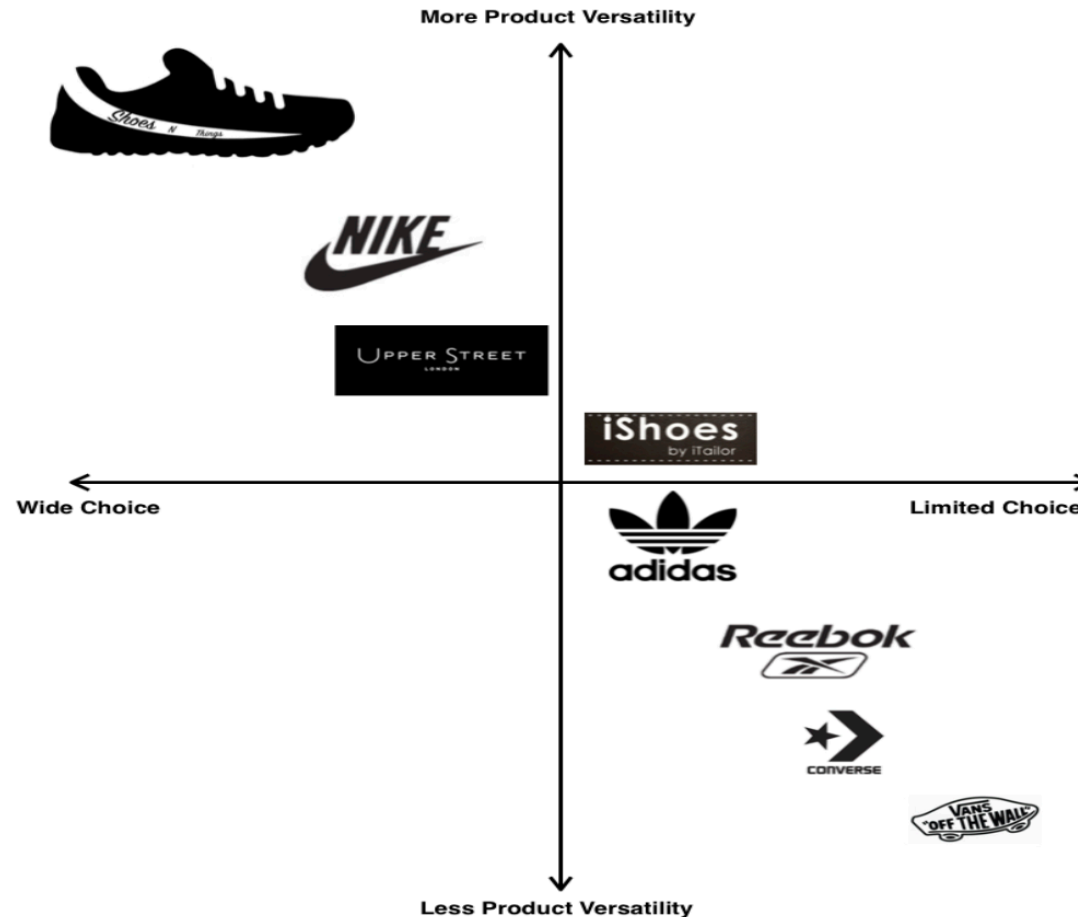 More Product Versatility
Shoes N Things
NIKE
UPPER STREET
LONDON
iShoes
by iTailor
Wide Choice
Limited Choice
adidas
Reebok
CONVERSE
VANS
"OFF THE WALL"
Less Product Versatility